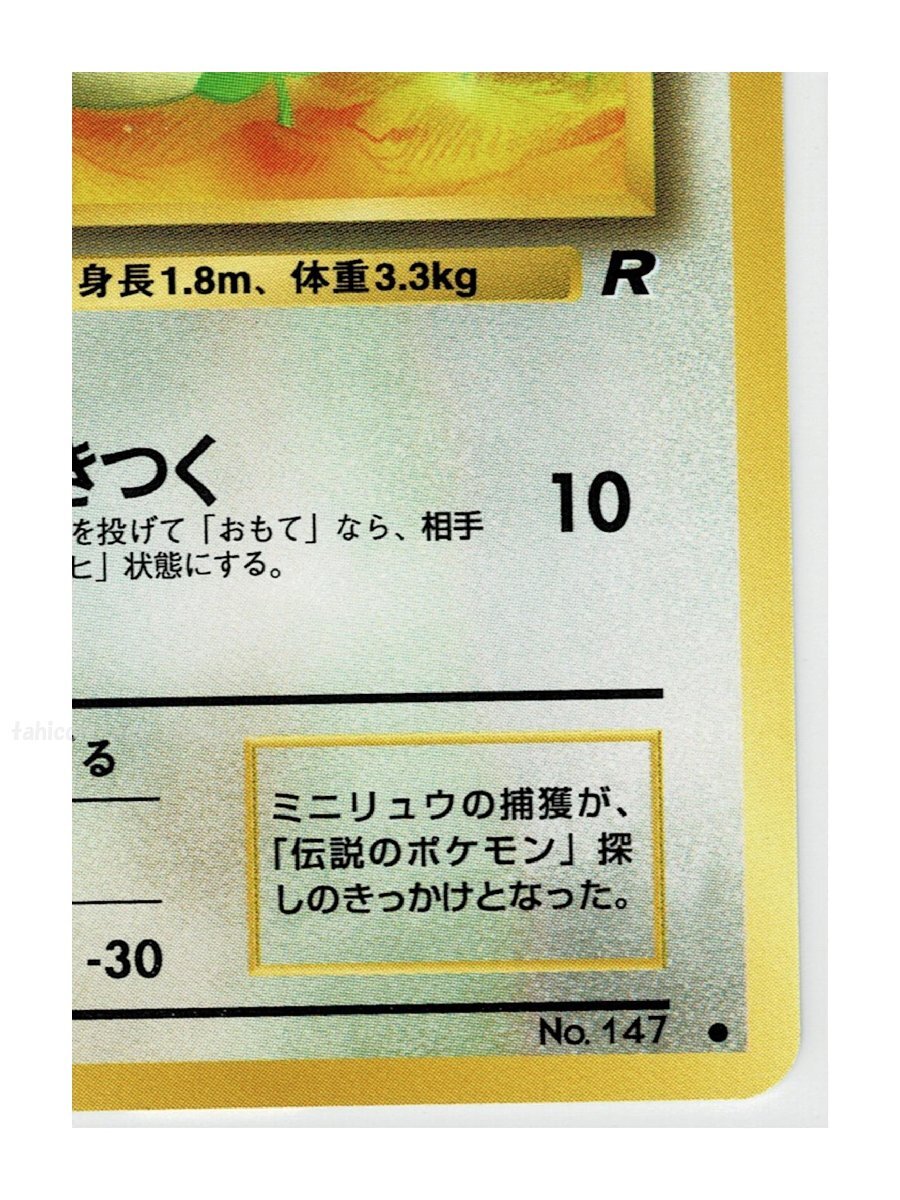 身長1.8m、体重3.3kg
R
きつく
10
を投げて「おもて」なら、相手
ヒ」状態にする。
る
ミニリュウの捕獲が、
「伝説のポケモン」探
しのきっかけとなった。
-30
No. 147 ●